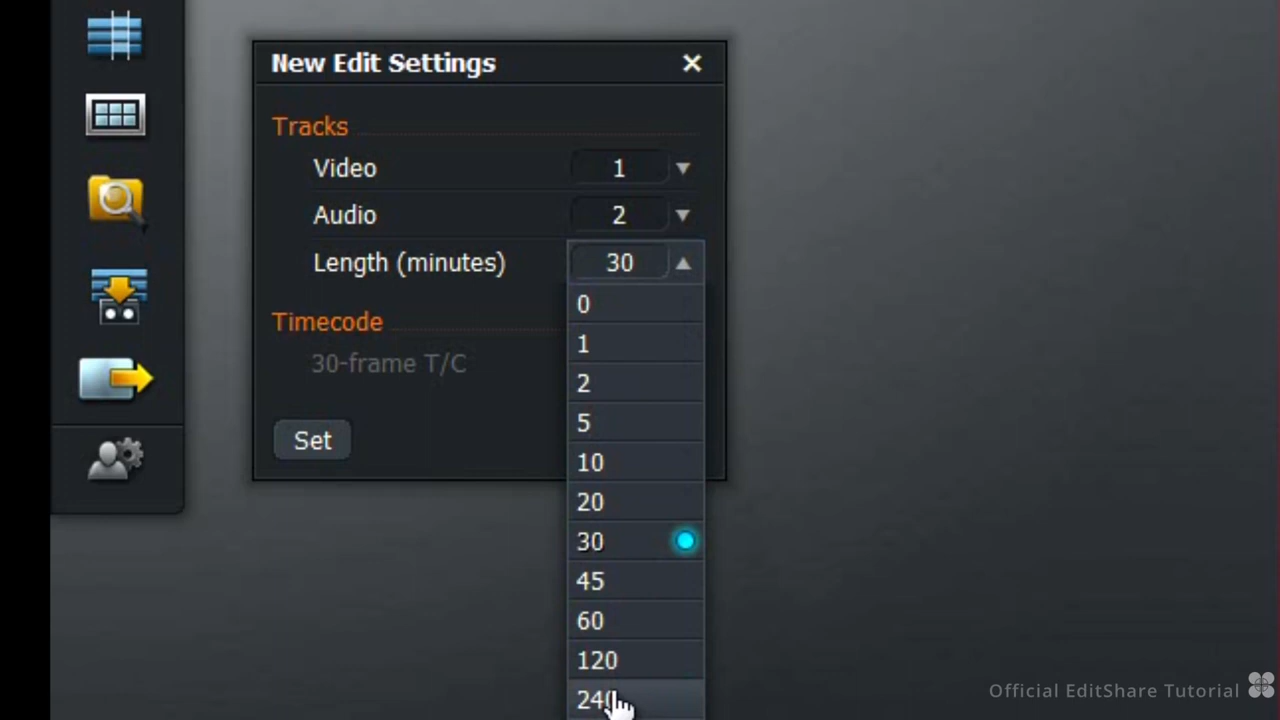 New Edit Settings
Tracks
Video 1
Audio 2
Length (minutes) 30
0
1
2
5
10
20
30
45
60
120
240
Timecode
30-frame T/C
Set
Official EditShare Tutorial